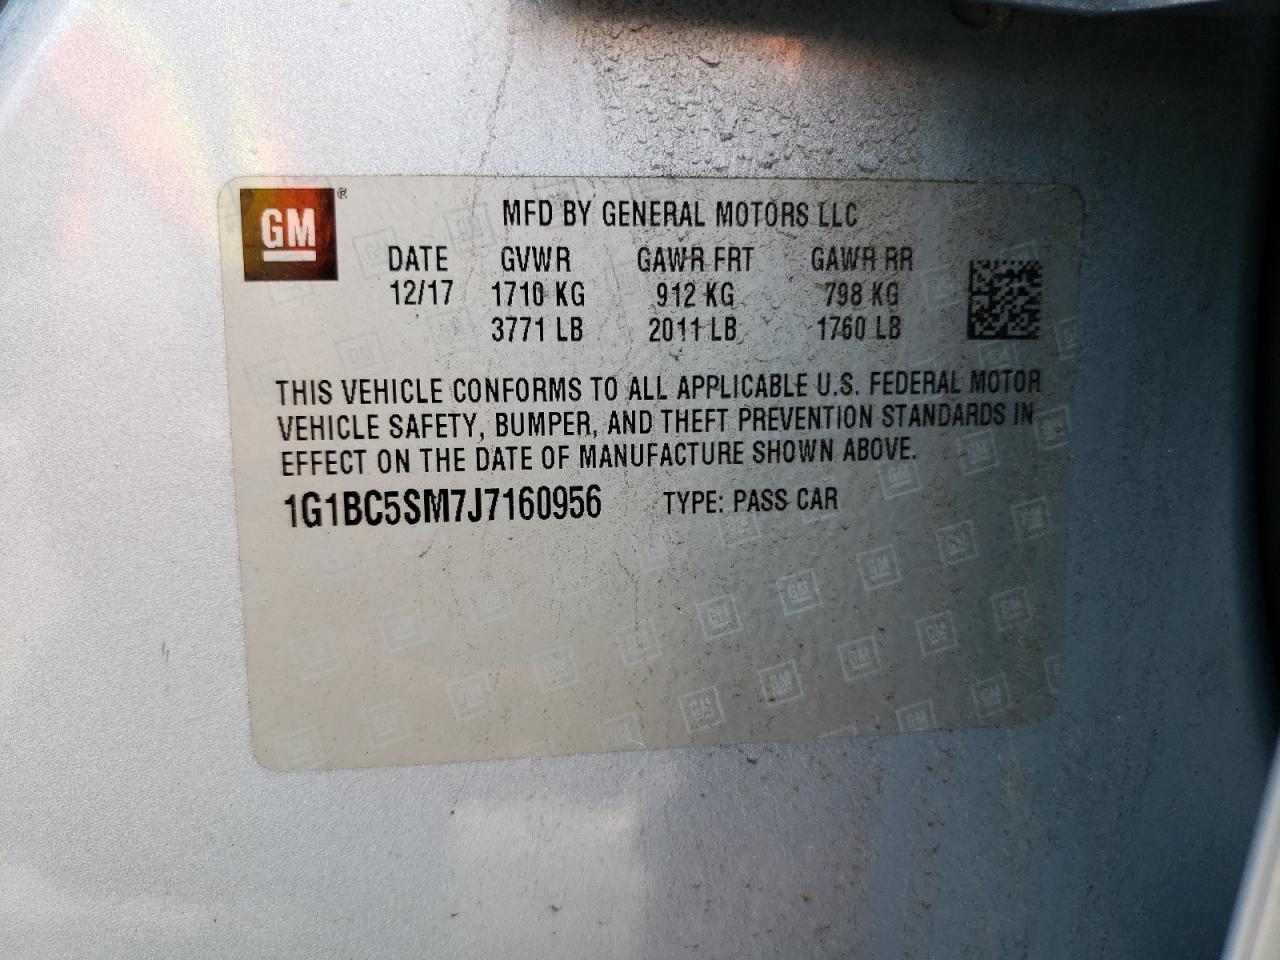 GM ®
MFD BY GENERAL MOTORS LLC
DATE GVWR GAWR FRT GAWR RR
12/17 1710 KG 912 KG 798 KG
3771 LB 2011 LB 1760 LB
THIS VEHICLE CONFORMS TO ALL APPLICABLE U.S. FEDERAL MOTOR
VEHICLE SAFETY, BUMPER, AND THEFT PREVENTION STANDARDS IN
EFFECT ON THE DATE OF MANUFACTURE SHOWN ABOVE.
1G1BC5SM7J7160956 TYPE: PASS CAR